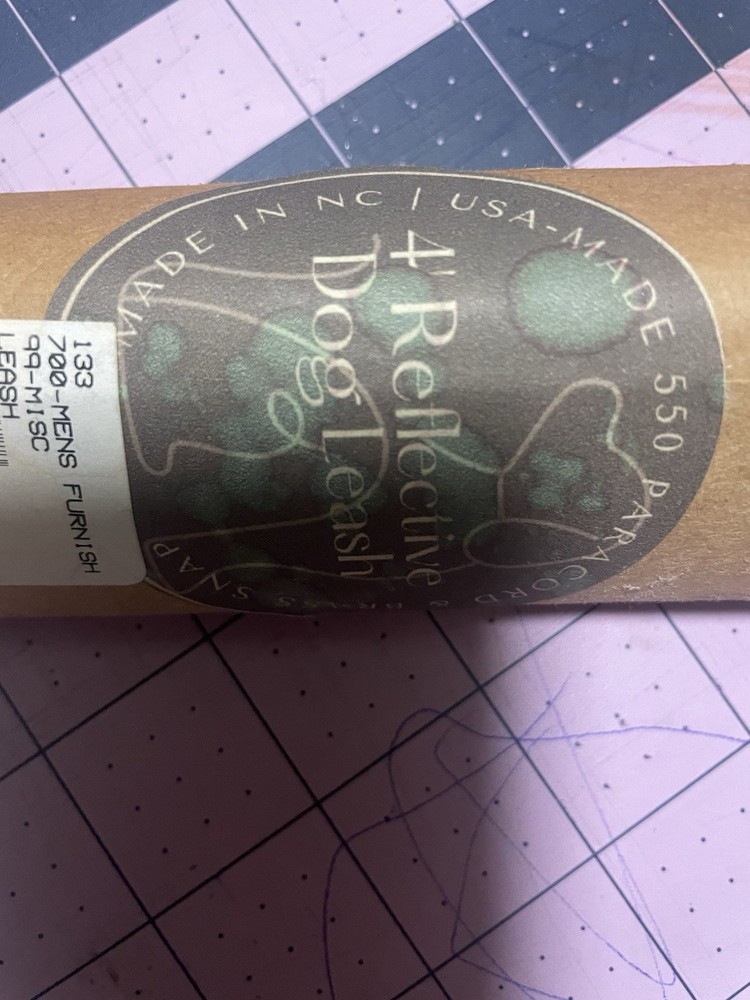 MADE IN NC | USA-MADE 550 PARACORD & BRASS SNAP
4' Reflective
Dog Leash
133
700-MENS FURNISH
99-MISC
LEASH